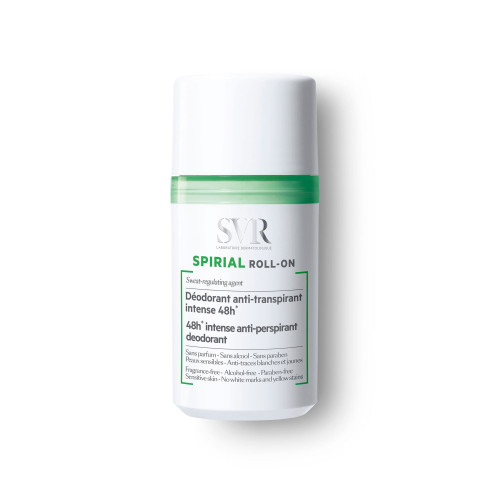 SVR
LABORATOIRE DERMATOLOGIQUE
SPIRIAL ROLL-ON
Sweat-regulating agent
Déodorant anti-transpirant
intense 48h*
48h* intense anti-perspirant
deodorant
Sans parfum - Sans alcool - Sans paraben
Peaux sensibles - Anti-traces blanches et jaunes
Fragrance-free - Alcohol-free - Paraben-free
Sensitive skin - No white marks and yellow stains